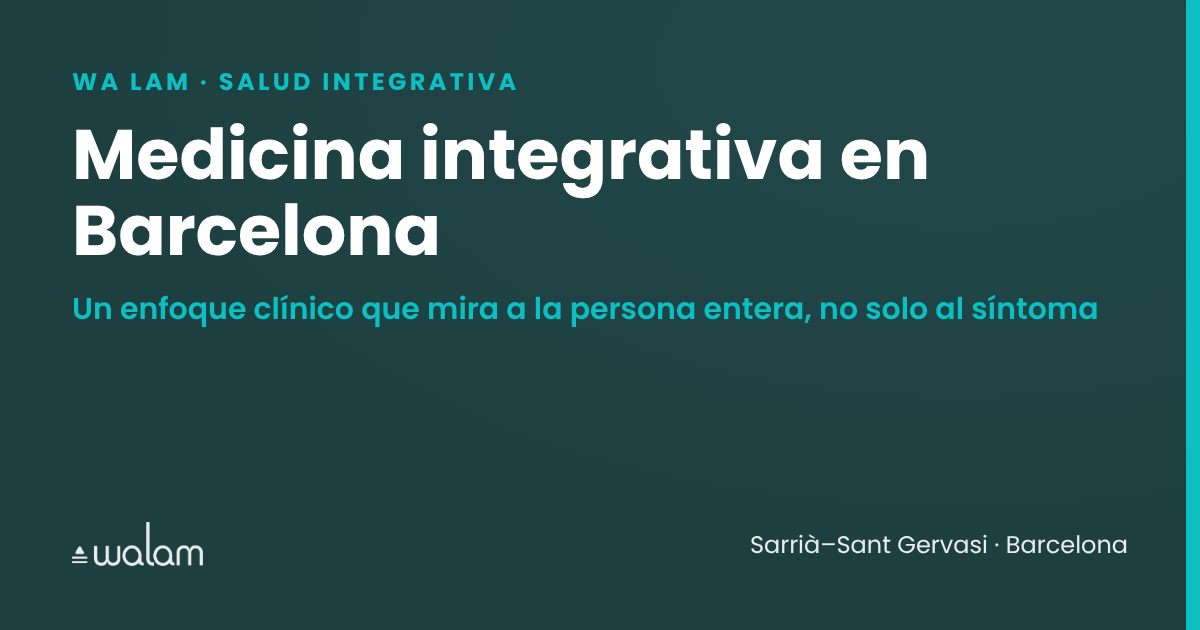 WA LAM · SALUD INTEGRATIVA
Medicina integrativa en
Barcelona
Un enfoque clínico que mira a la persona entera, no solo al síntoma
walam
Sarrià–Sant Gervasi · Barcelona